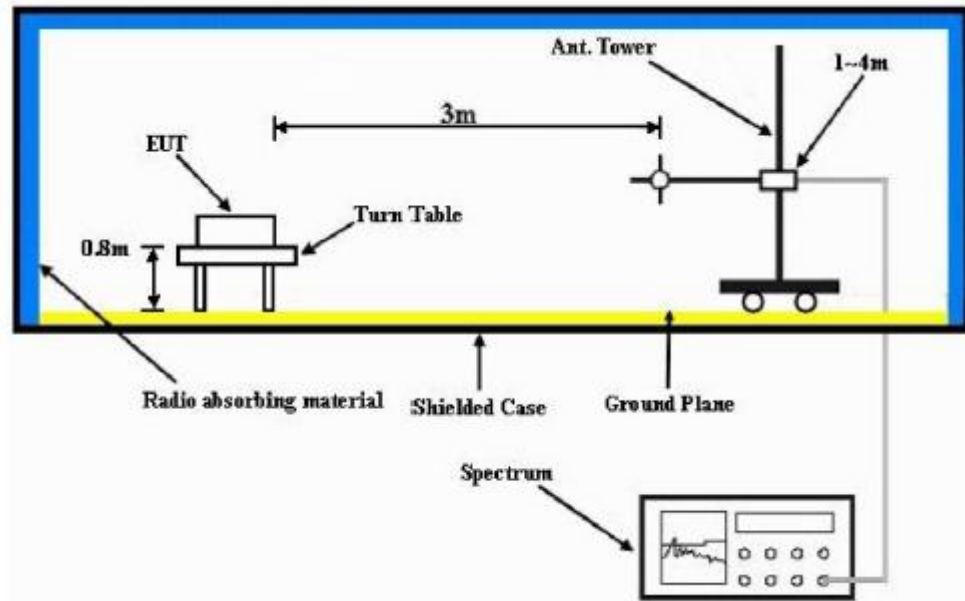 Ant. Tower
1~4m
3m
EUT
Turn Table
0.8m
Radio absorbing material
Shielded Case
Ground Plane
Spectrum